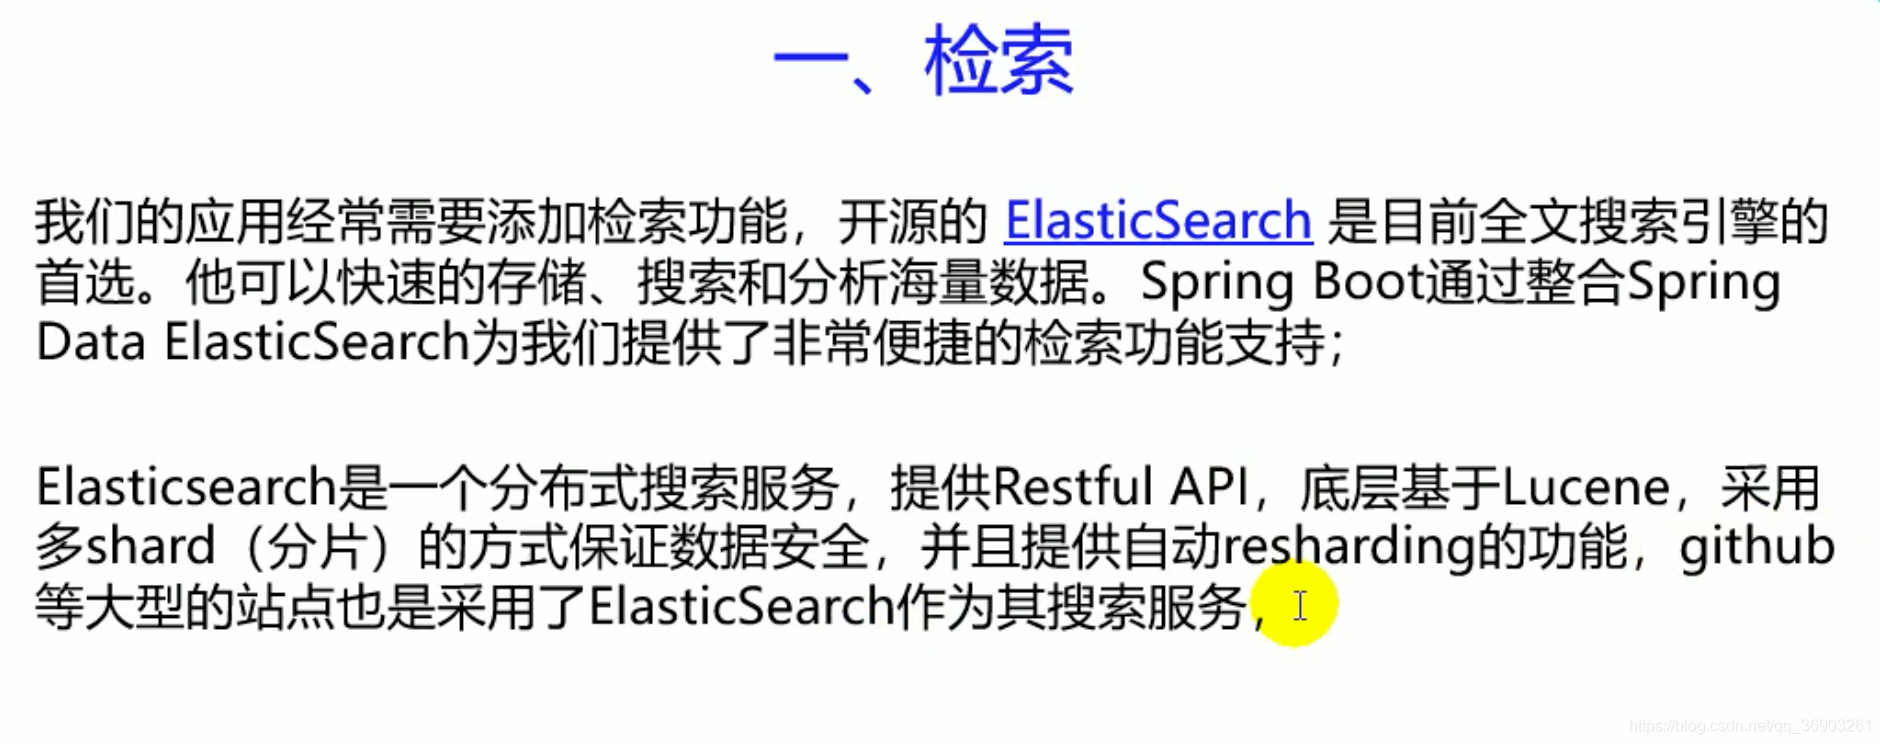 一、检索
我们的应用经常需要添加检索功能，开源的 ElasticSearch 是目前全文搜索引擎的
首选。他可以快速的存储、搜索和分析海量数据。Spring Boot通过整合Spring
Data ElasticSearch为我们提供了非常便捷的检索功能支持；
Elasticsearch是一个分布式搜索服务，提供Restful API，底层基于Lucene，采用
多shard（分片）的方式保证数据安全，并且提供自动resharding的功能，github
等大型的站点也是采用了ElasticSearch作为其搜索服务，
https://blog.csdn.net/qq_36903261